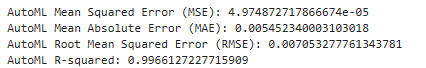 AutoML Mean Squared Error (MSE): 4.974872717866674e-05
AutoML Mean Absolute Error (MAE): 0.005452340003103018
AutoML Root Mean Squared Error (RMSE): 0.007053277761343781
AutoML R-squared: 0.9966127227715909